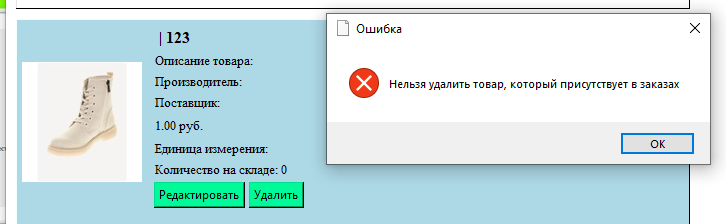 | 123
Описание товара:
Производитель:
Поставщик:
1.00 руб.
Единица измерения:
Количество на складе: 0
Редактировать Удалить
Ошибка
Нельзя удалить товар, который присутствует в заказах
OK